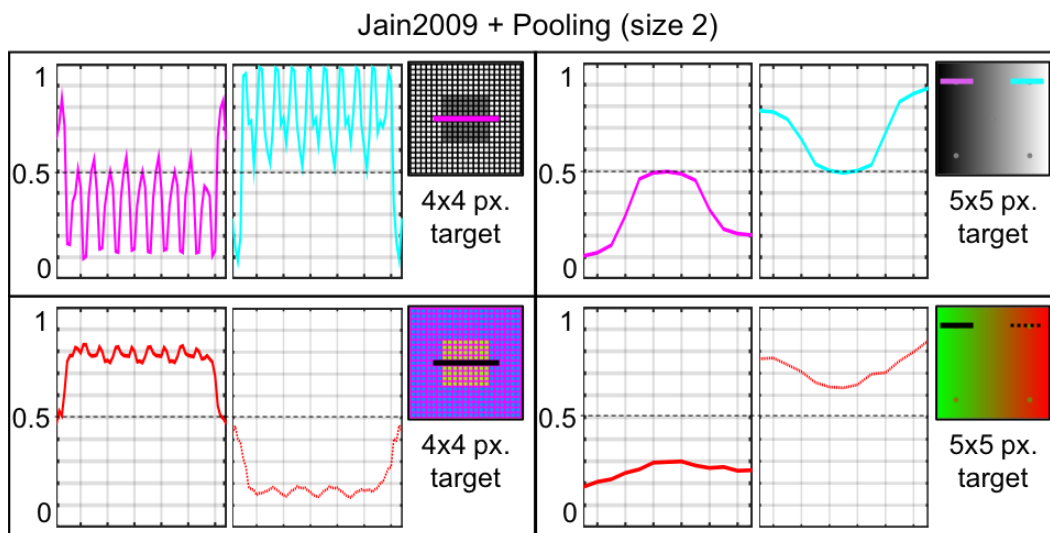 Jain2009 + Pooling (size 2)
1
0.5
0
4x4 px.
target
1
0.5
0
5x5 px.
target
1
0.5
0
4x4 px.
target
1
0.5
0
5x5 px.
target